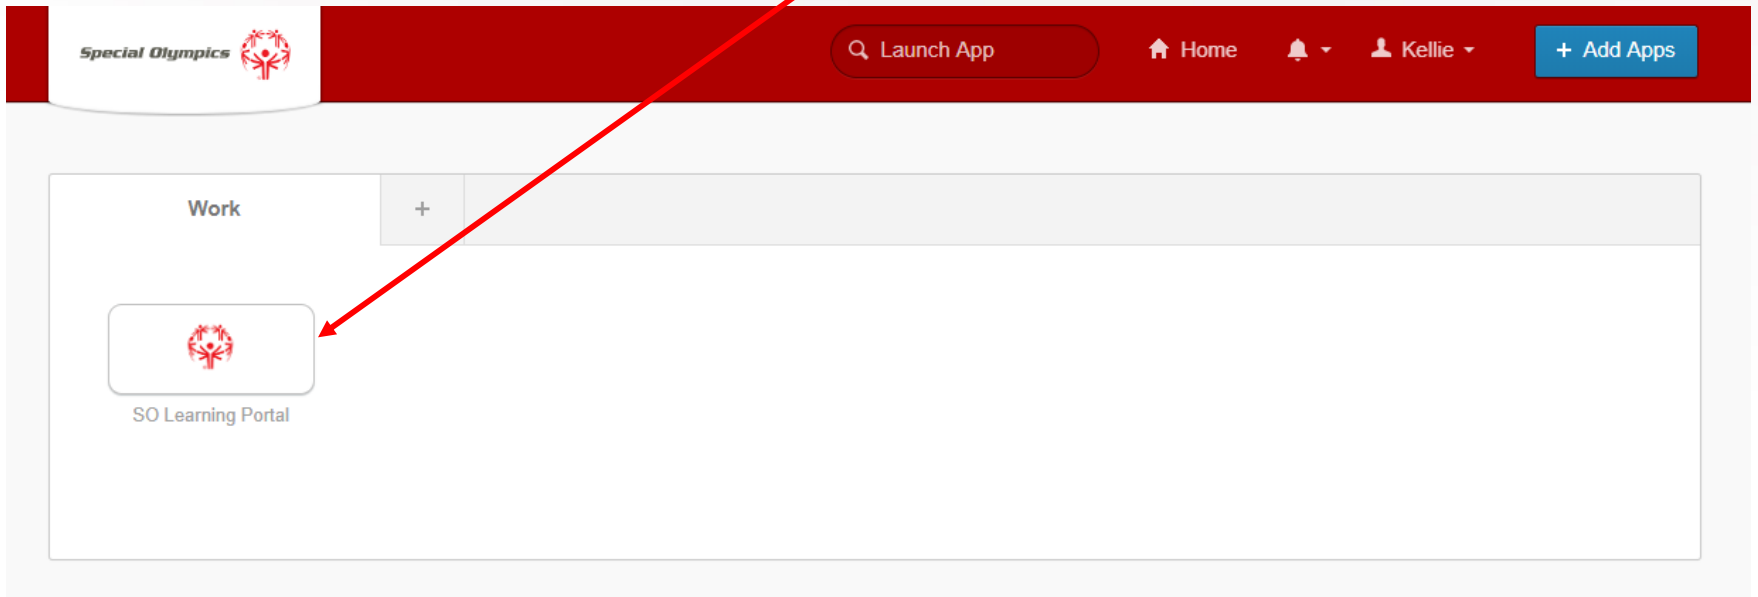 Special Olympics
Launch App
Home
Kellie
+ Add Apps
Work
+
SO Learning Portal